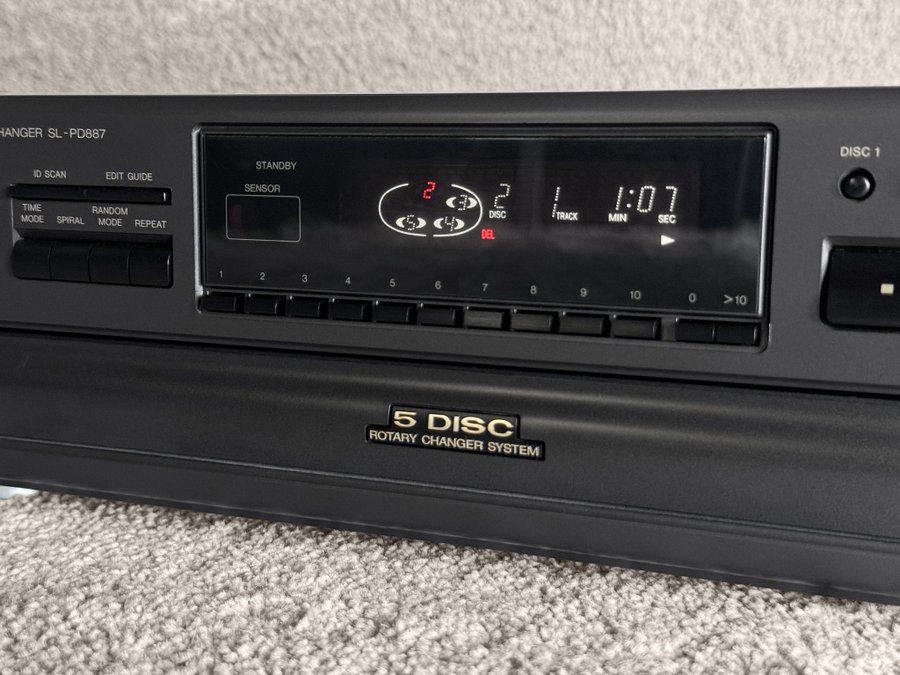 CHANGER SL-PD887
DISC 1
ID SCAN EDIT GUIDE
TIME MODE SPIRAL RANDOM MODE REPEAT
STANDBY
SENSOR
2 3 5 4
2 DISC
DEL
1 TRACK
1:07
MIN SEC
1 2 3 4 5 6 7 8 9 10 0 >10
5 DISC
ROTARY CHANGER SYSTEM